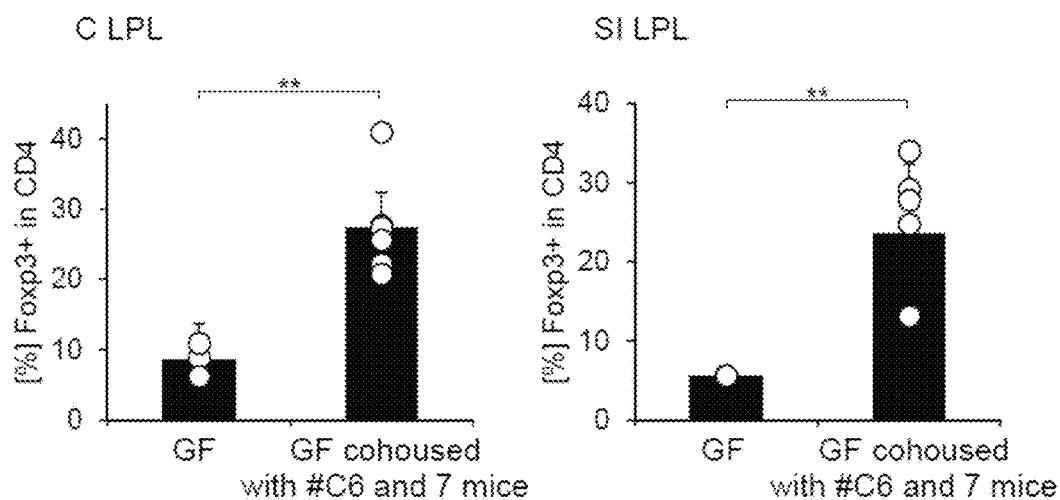 C LPL
**
[%] Foxp3+ in CD4
40
30
20
10
0
GF
GF cohoused
with #C6 and 7 mice
SI LPL
**
[%] Foxp3+ in CD4
40
30
20
10
0
GF
GF cohoused
with #C6 and 7 mice